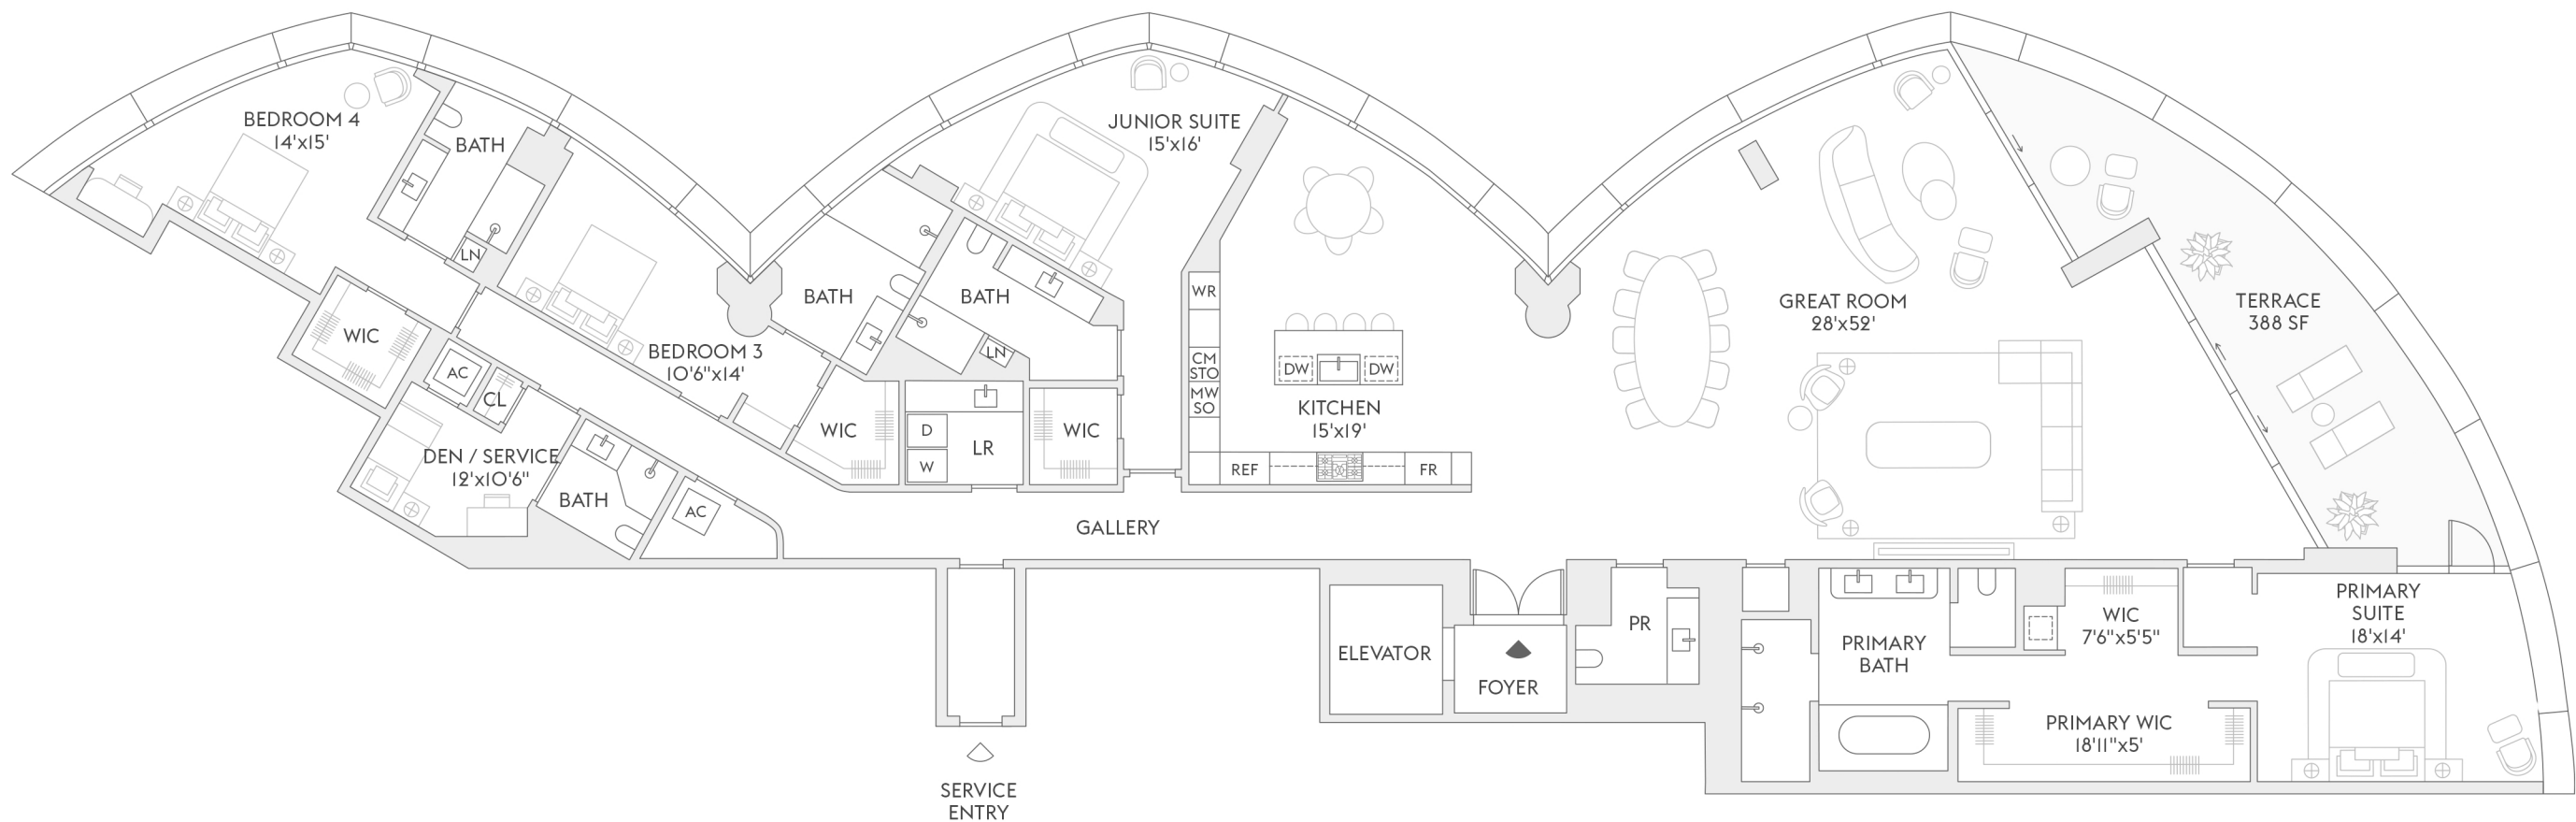 BEDROOM 4
14'x15'
BATH
LN
WIC
AC
CL
DEN / SERVICE
12'x10'6"
BATH
AC
BEDROOM 3
10'6"x14'
BATH
WIC
JUNIOR SUITE
15'x16'
BATH
LN
D
W
LR
WIC
WR
CM
STO
MW
SO
REF
FR
DW
DW
KITCHEN
15'x19'
GALLERY
GREAT ROOM
28'x52'
TERRACE
388 SF
SERVICE
ENTRY
ELEVATOR
FOYER
PR
PRIMARY
BATH
WIC
7'6"x5'5"
PRIMARY WIC
18'11"x5'
PRIMARY
SUITE
18'x14'